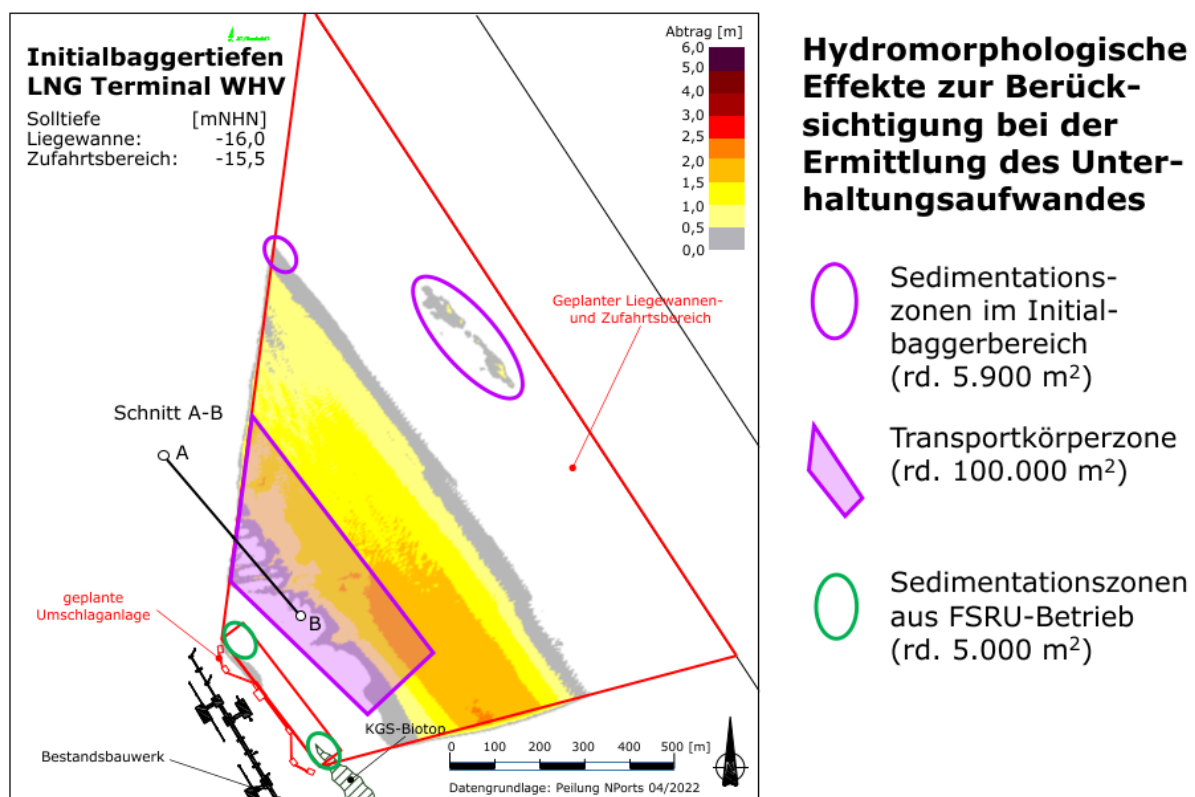 Initialbaggertiefen
LNG Terminal WHV
Solltiefe [mNHN]
Liegewanne: -16,0
Zufahrtsbereich: -15,5
Abtrag [m]
6,0
5,0
4,0
3,0
2,5
2,0
1,5
1,0
0,5
0,0
Geplanter Liegewannen-
und Zufahrtsbereich
Schnitt A-B
A
B
geplante
Umschlaganlage
KGS-Biotop
Bestandsbauwerk
0 100 200 300 400 500 [m]
Datengrundlage: Peilung NPorts 04/2022
Hydromorphologische
Effekte zur Berück-
sichtigung bei der
Ermittlung des Unter-
haltungsaufwandes
Sedimentations-
zonen im Initial-
baggerbereich
(rd. 5.900 m²)
Transportkörperzone
(rd. 100.000 m²)
Sedimentationszonen
aus FSRU-Betrieb
(rd. 5.000 m²)